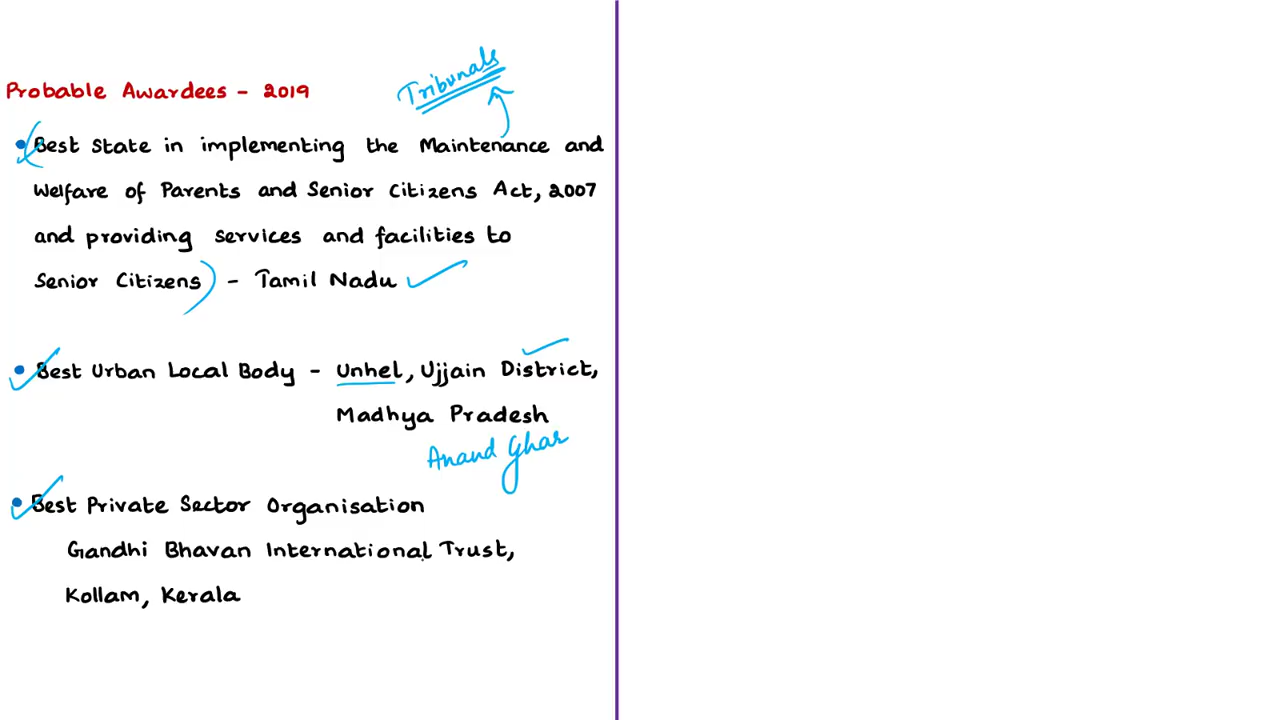 Tribunals
Probable Awardees - 2019
• Best State in implementing the Maintenance and
Welfare of Parents and Senior Citizens Act, 2007
and providing services and facilities to
Senior Citizens) - Tamil Nadu
• Best Urban Local Body - Unhel, Ujjain District,
Madhya Pradesh
Anand Ghar
• Best Private Sector Organisation
Gandhi Bhavan International Trust,
Kollam, Kerala